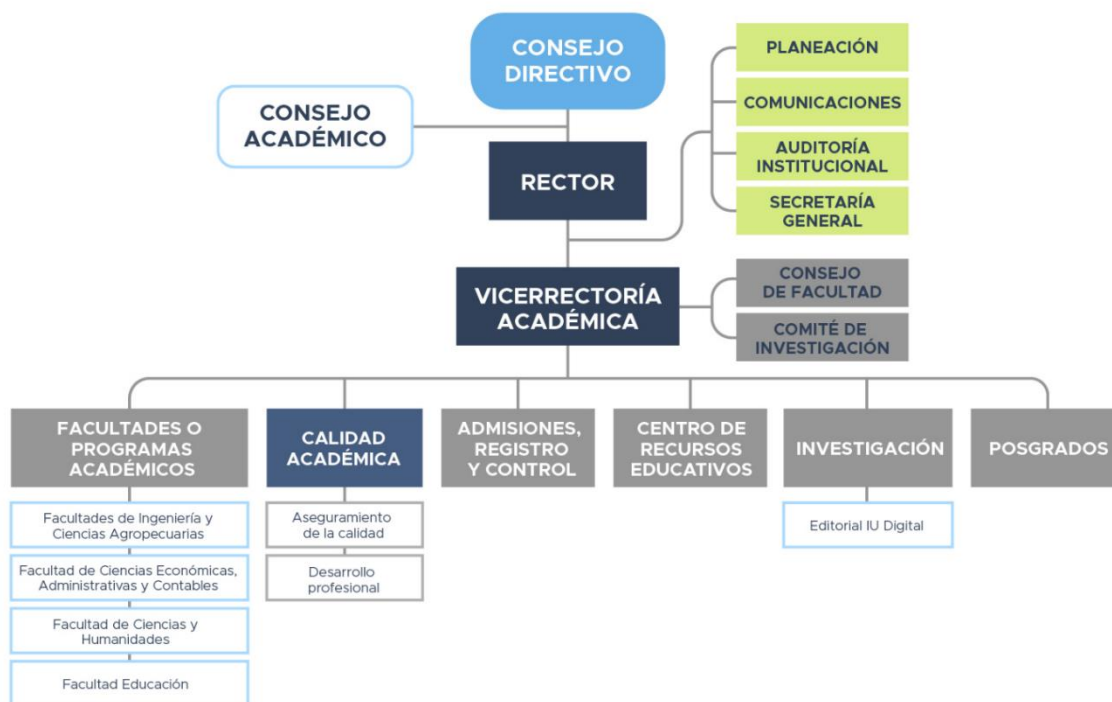 CONSEJO
DIRECTIVO
CONSEJO
ACADÉMICO
RECTOR
PLANEACIÓN
COMUNICACIONES
AUDITORÍA
INSTITUCIONAL
SECRETARÍA
GENERAL
VICERRECTORÍA
ACADÉMICA
CONSEJO
DE FACULTAD
COMITÉ DE
INVESTIGACIÓN
FACULTADES O
PROGRAMAS
ACADÉMICOS
Facultades de Ingeniería y
Ciencias Agropecuarias
Facultad de Ciencias Económicas,
Administrativas y Contables
Facultad de Ciencias y
Humanidades
Facultad Educación
CALIDAD
ACADÉMICA
Aseguramiento
de la calidad
Desarrollo
profesional
ADMISIONES,
REGISTRO
Y CONTROL
CENTRO DE
RECURSOS
EDUCATIVOS
INVESTIGACIÓN
Editorial IU Digital
POSGRADOS